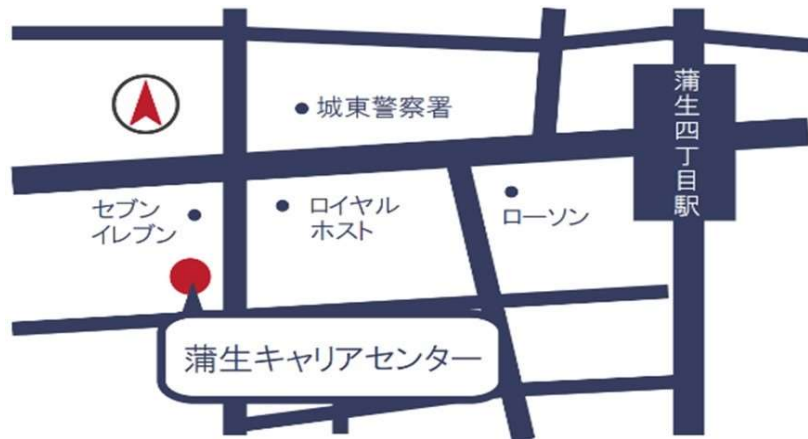 城東警察署
蒲生四丁目駅
セブン
イレブン
ロイヤル
ホスト
ローソン
蒲生キャリアセンター